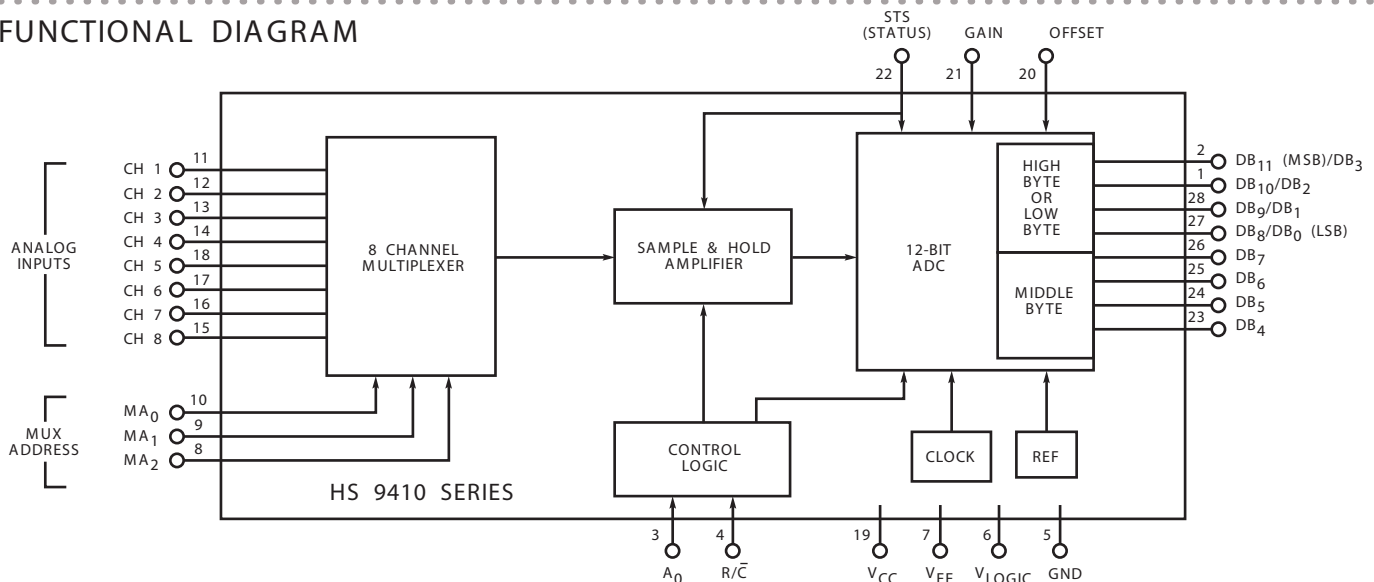 FUNCTIONAL DIAGRAM
STS
(STATUS)
GAIN
OFFSET
22
21
20
ANALOG
INPUTS
CH 1
11
CH 2
12
CH 3
13
CH 4
14
CH 5
18
CH 6
17
CH 7
16
CH 8
15
MUX
ADDRESS
MA0
10
MA1
9
MA2
8
8 CHANNEL
MULTIPLEXER
SAMPLE & HOLD
AMPLIFIER
12-BIT
ADC
HIGH
BYTE
OR
LOW
BYTE
MIDDLE
BYTE
2
DB11 (MSB)/DB3
1
DB10/DB2
28
DB9/DB1
27
DB8/DB0 (LSB)
26
DB7
25
DB6
24
DB5
23
DB4
CONTROL
LOGIC
CLOCK
REF
HS 9410 SERIES
3
4
19
7
6
5
A0
R/C̄
VCC
VEE
VLOGIC
GND